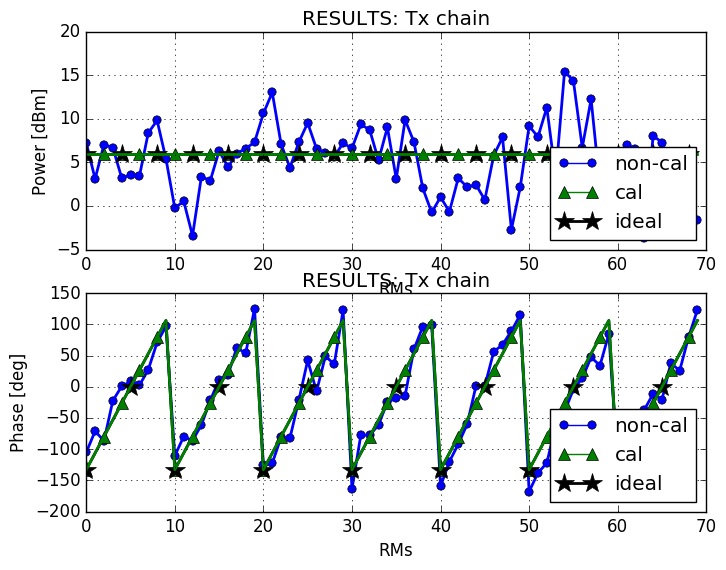 RESULTS: Tx chain
Power [dBm]
20
15
10
5
0
−5
non-cal
cal
ideal
0 10 20 30 40 50 60 70
RMs
RESULTS: Tx chain
Phase [deg]
150
100
50
0
−50
−100
−150
−200
non-cal
cal
ideal
0 10 20 30 40 50 60 70
RMs